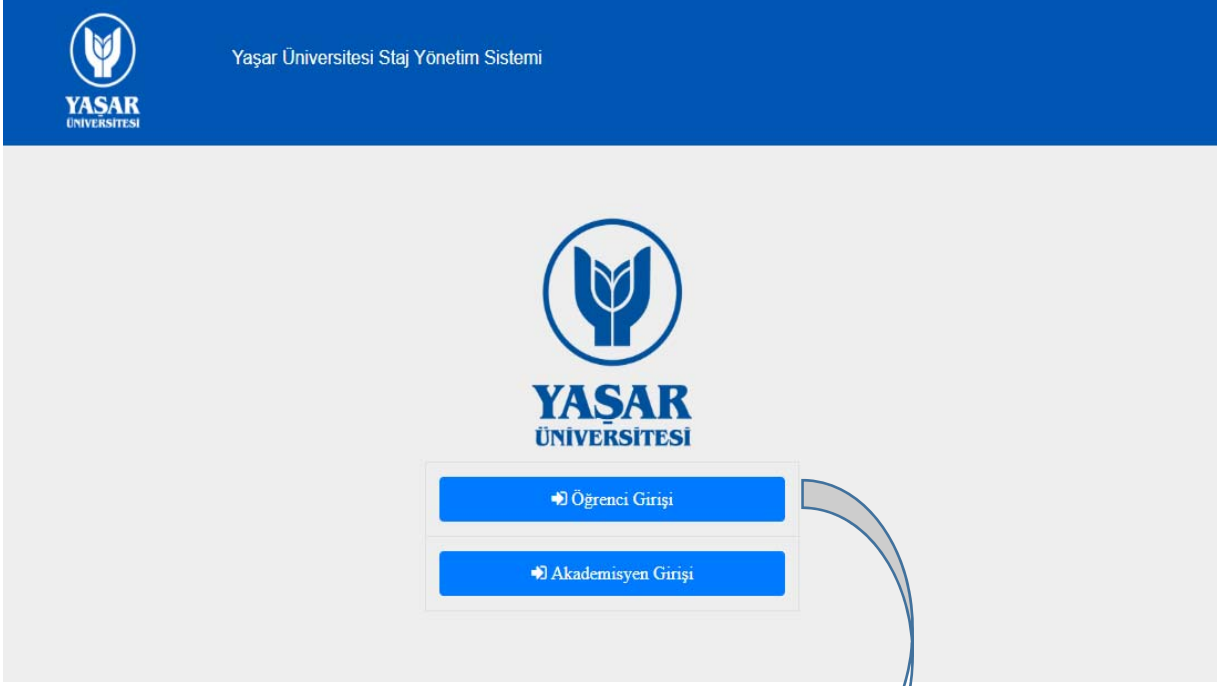 YAŞAR
ÜNİVERSİTESİ
Yaşar Üniversitesi Staj Yönetim Sistemi
YAŞAR
ÜNİVERSİTESİ
Öğrenci Girişi
Akademisyen Girişi